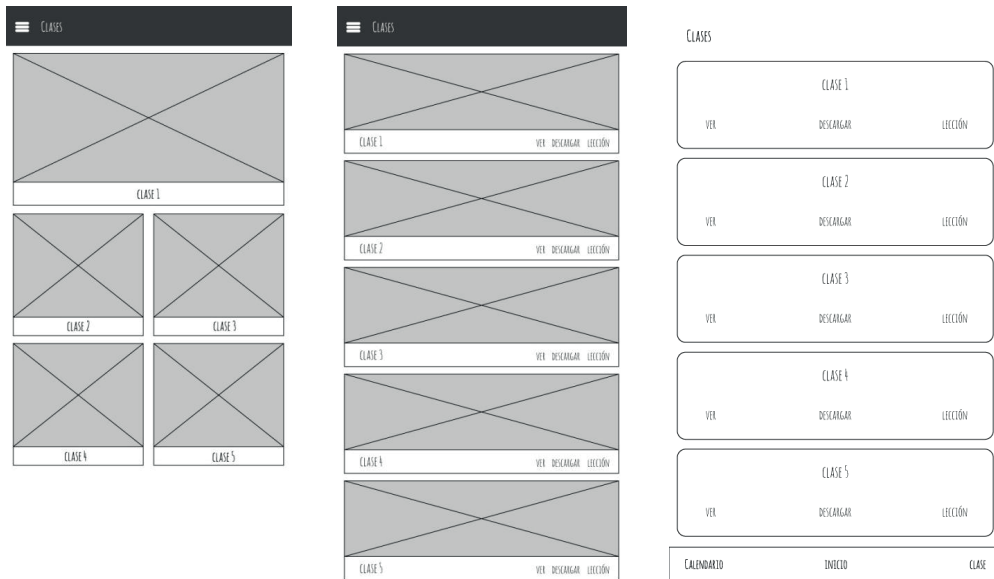 CLASES
CLASE 1
CLASE 2
CLASE 3
CLASE 4
CLASE 5
CLASES
CLASE 1 VER DESCARGAR LECCIÓN
CLASE 2 VER DESCARGAR LECCIÓN
CLASE 3 VER DESCARGAR LECCIÓN
CLASE 4 VER DESCARGAR LECCIÓN
CLASE 5 VER DESCARGAR LECCIÓN
CLASES
CLASE 1
VER DESCARGAR LECCIÓN
CLASE 2
VER DESCARGAR LECCIÓN
CLASE 3
VER DESCARGAR LECCIÓN
CLASE 4
VER DESCARGAR LECCIÓN
CLASE 5
VER DESCARGAR LECCIÓN
CALENDARIO INICIO CLASE